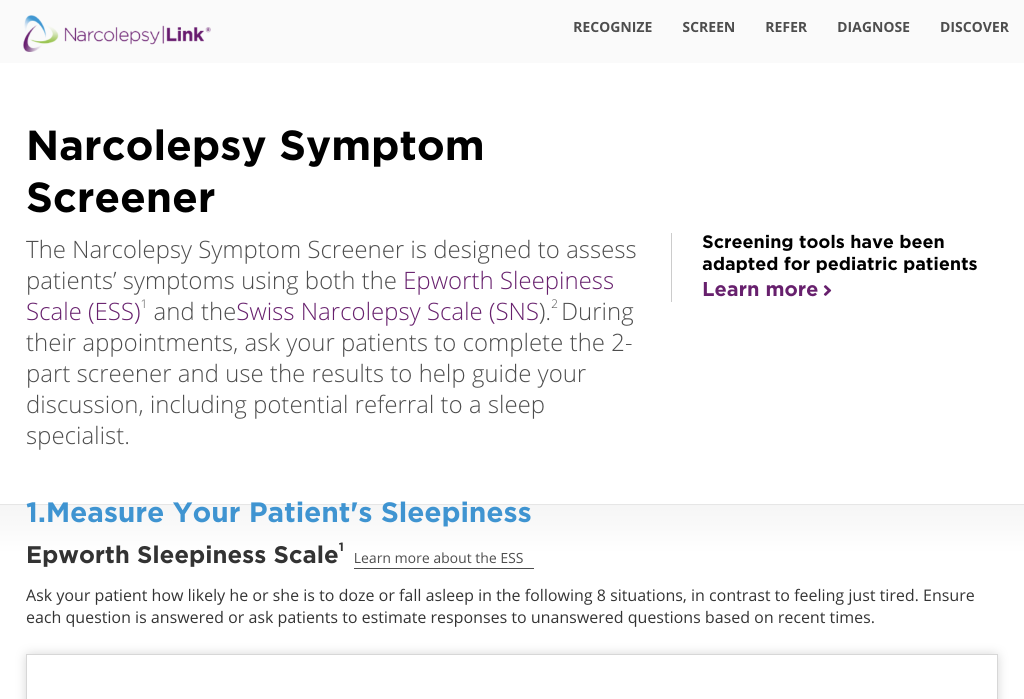 Narcolepsy|Link®
RECOGNIZE SCREEN REFER DIAGNOSE DISCOVER
Narcolepsy Symptom
Screener
The Narcolepsy Symptom Screener is designed to assess
patients’ symptoms using both the Epworth Sleepiness
Scale (ESS)1 and theSwiss Narcolepsy Scale (SNS).2 During
their appointments, ask your patients to complete the 2-
part screener and use the results to help guide your
discussion, including potential referral to a sleep
specialist.
Screening tools have been
adapted for pediatric patients
Learn more ›
1.Measure Your Patient's Sleepiness
Epworth Sleepiness Scale1 Learn more about the ESS
Ask your patient how likely he or she is to doze or fall asleep in the following 8 situations, in contrast to feeling just tired. Ensure
each question is answered or ask patients to estimate responses to unanswered questions based on recent times.